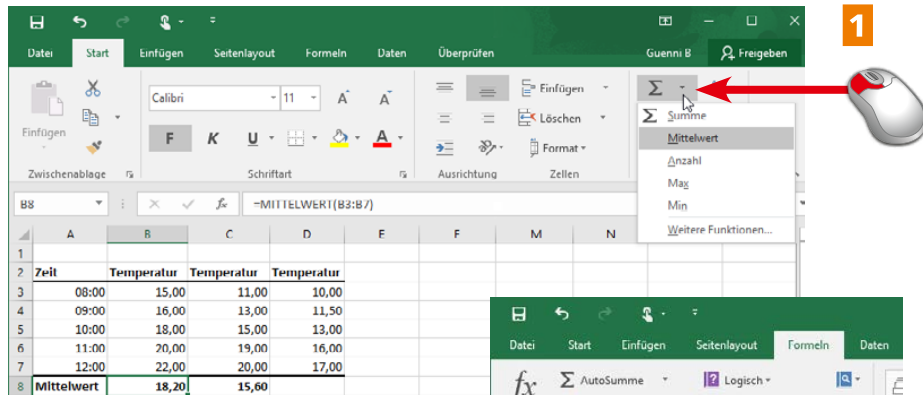 1
Datei Start Einfügen Seitenlayout Formeln Daten Überprüfen Guenni B Freigeben
Calibri 11 A A Einfügen Σ
Σ Summe
Einfügen F K U A Löschen Mittelwert
Format Anzahl
Zwischenablage Schriftart Ausrichtung Zellen Max
Min
B8 fx =MITTELWERT(B3:B7) Weitere Funktionen...
A B C D E F M N
1
2 Zeit Temperatur Temperatur Temperatur
3 08:00 15,00 11,00 10,00
4 09:00 16,00 13,00 11,50
5 10:00 18,00 15,00 13,00
6 11:00 20,00 19,00 16,00
7 12:00 22,00 20,00 17,00
8 Mittelwert 18,20 15,60
Datei Start Einfügen Seitenlayout Formeln Daten
fx Σ AutoSumme ? Logisch